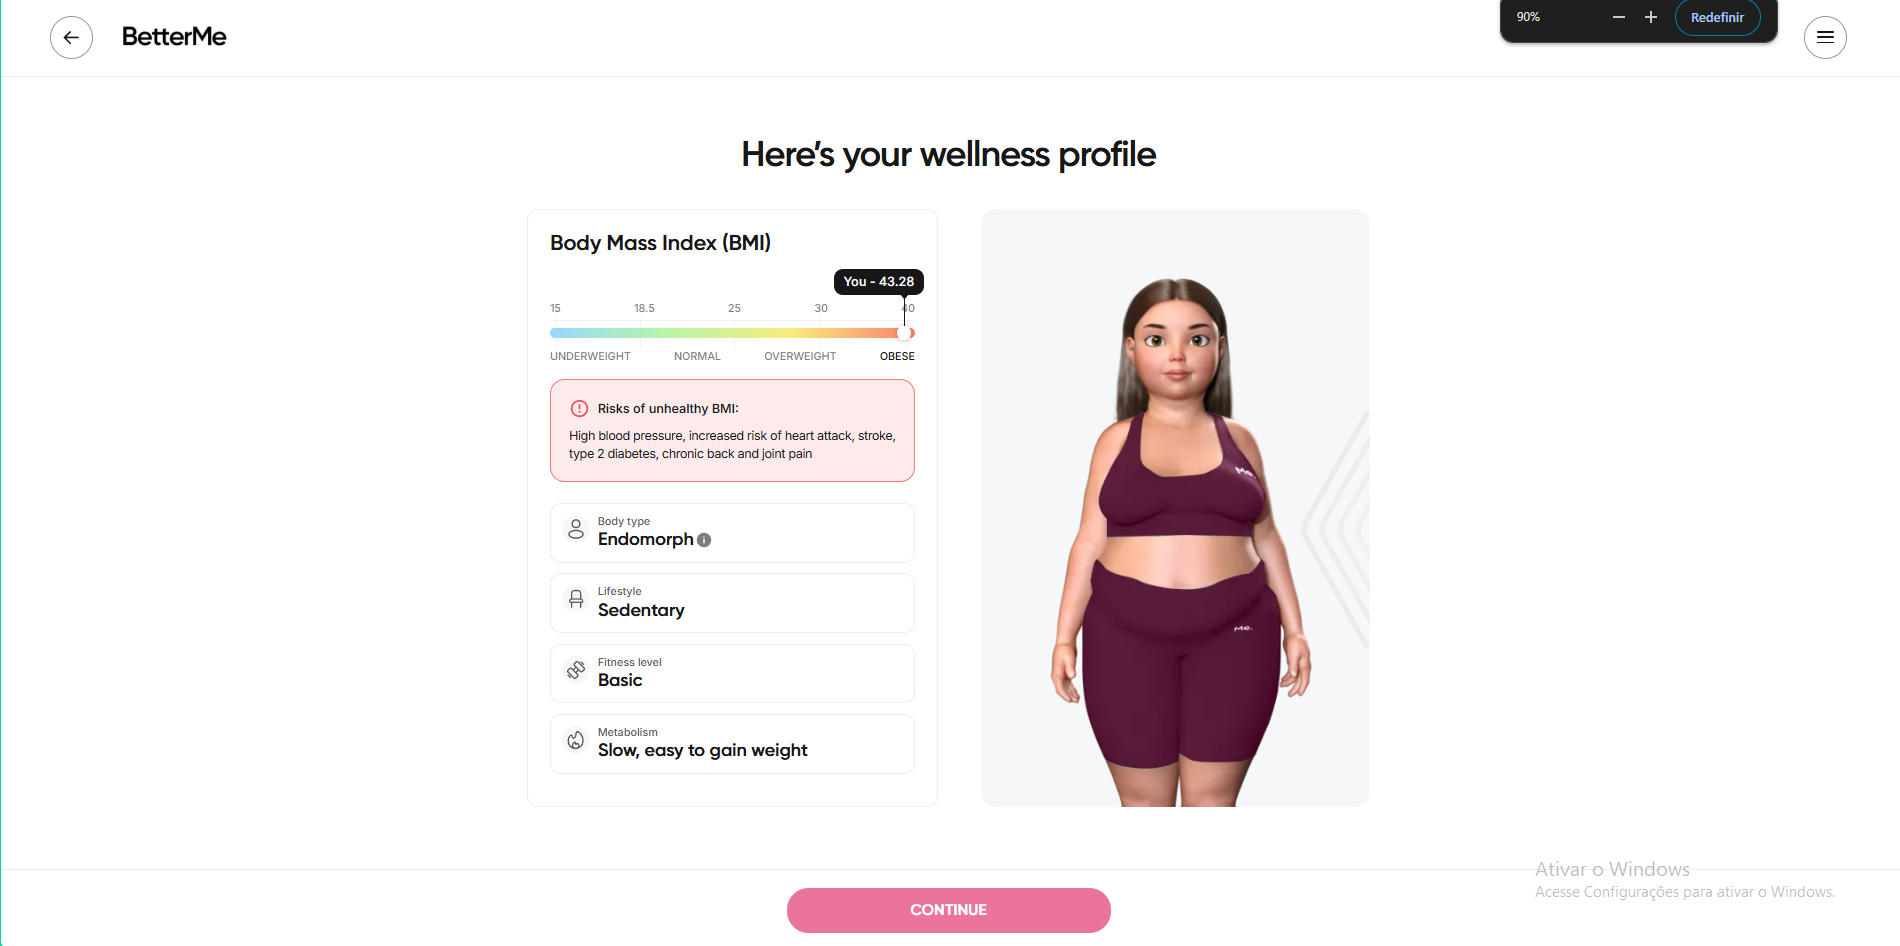 BetterMe
90%
Redefinir
Here's your wellness profile
Body Mass Index (BMI)
You - 43.28
15 18.5 25 30 40
UNDERWEIGHT NORMAL OVERWEIGHT OBESE
Risks of unhealthy BMI:
High blood pressure, increased risk of heart attack, stroke,
type 2 diabetes, chronic back and joint pain
Body type
Endomorph
Lifestyle
Sedentary
Fitness level
Basic
Metabolism
Slow, easy to gain weight
Me.
Me.
Ativar o Windows
Acesse Configurações para ativar o Windows.
CONTINUE